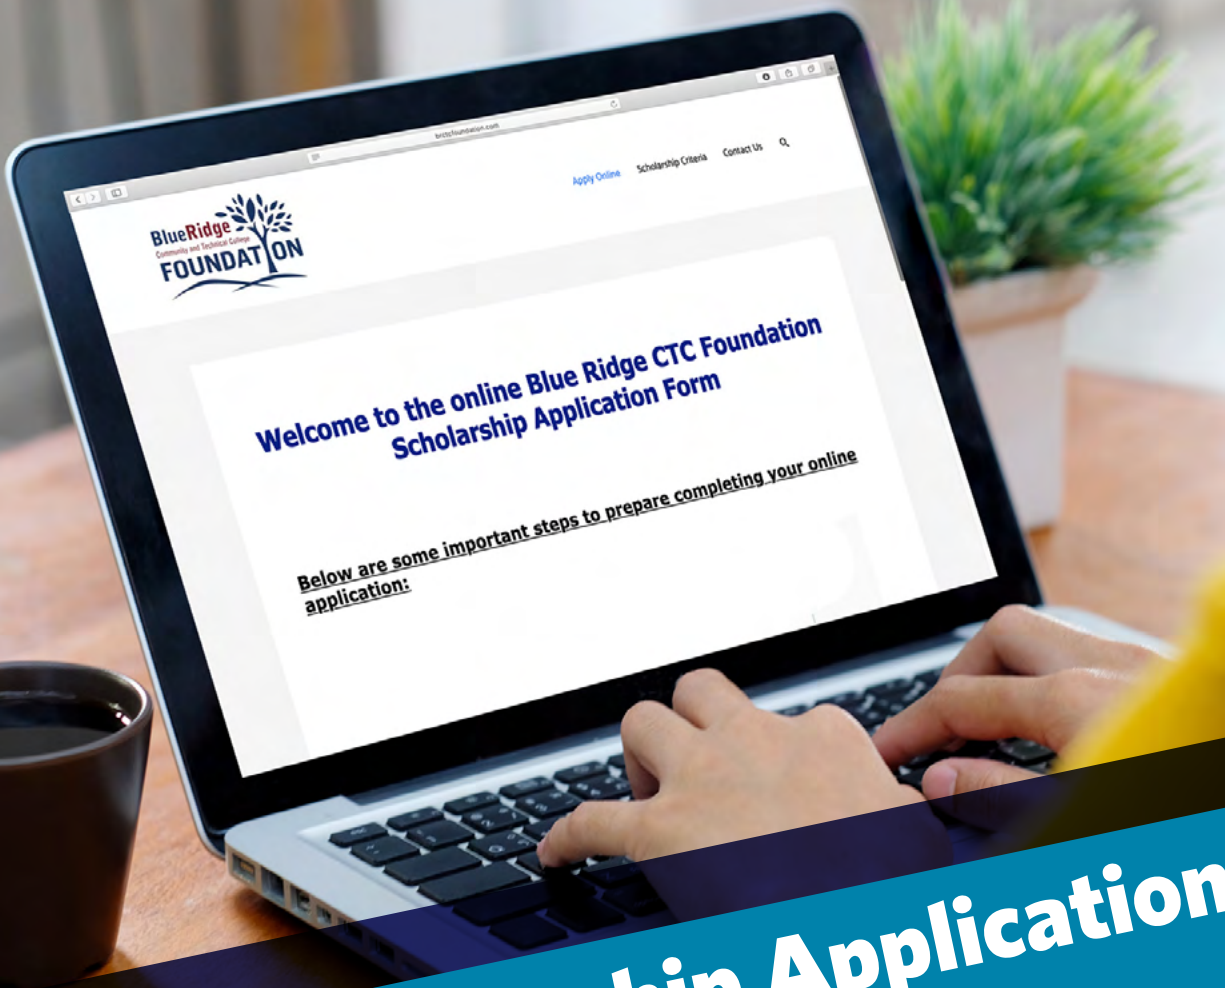 brctcfoundation.com
Apply Online Scholarship Criteria Contact Us
BlueRidge
Community and Technical College
FOUNDATION
Welcome to the online Blue Ridge CTC Foundation
Scholarship Application Form
Below are some important steps to prepare completing your online
application:
hip Application